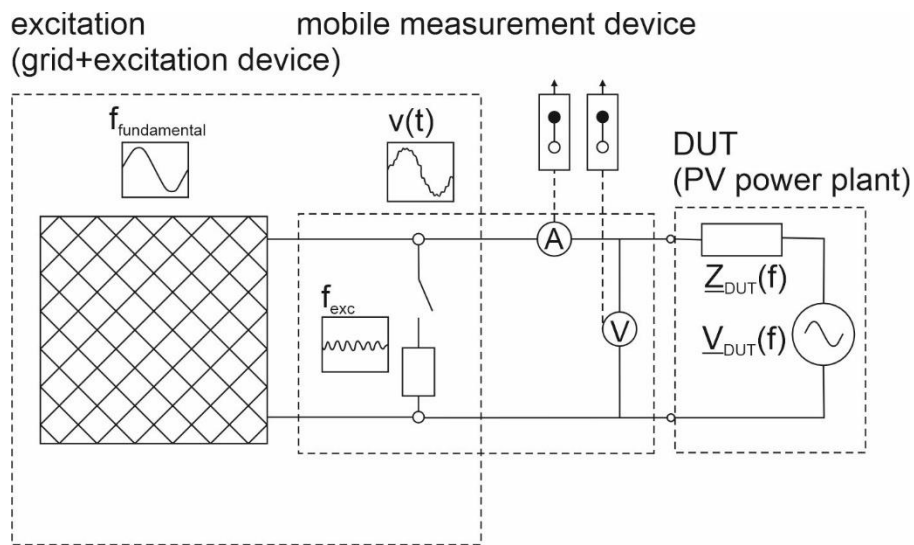 excitation
(grid+excitation device)
mobile measurement device
f_fundamental
v(t)
f_exc
A
V
DUT
(PV power plant)
Z_DUT(f)
V_DUT(f)